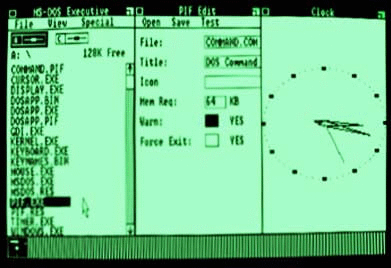 MS-DOS Executive
File View Special
A C
A: \ 128K Free
COMMAND.PIF
CURSOR.EXE
DISPLAY.EXE
DOSAPP.BIN
DOSAPP.EXE
DOSAPP.PIF
GDI.EXE
KERNEL.EXE
KEYBOARD.EXE
KEYNAMES.BIN
MOUSE.EXE
MSDOS.EXE
MSDOS.RES
PIF.EXE
PIF.RES
TIMER.EXE
WINDOWS.EXE
PIF Edit
Open Save Test
File: COMMAND.COM
Title: DOS Command
Icon
Mem Req: 64 KB
Warn: YES
Force Exit: YES
Clock